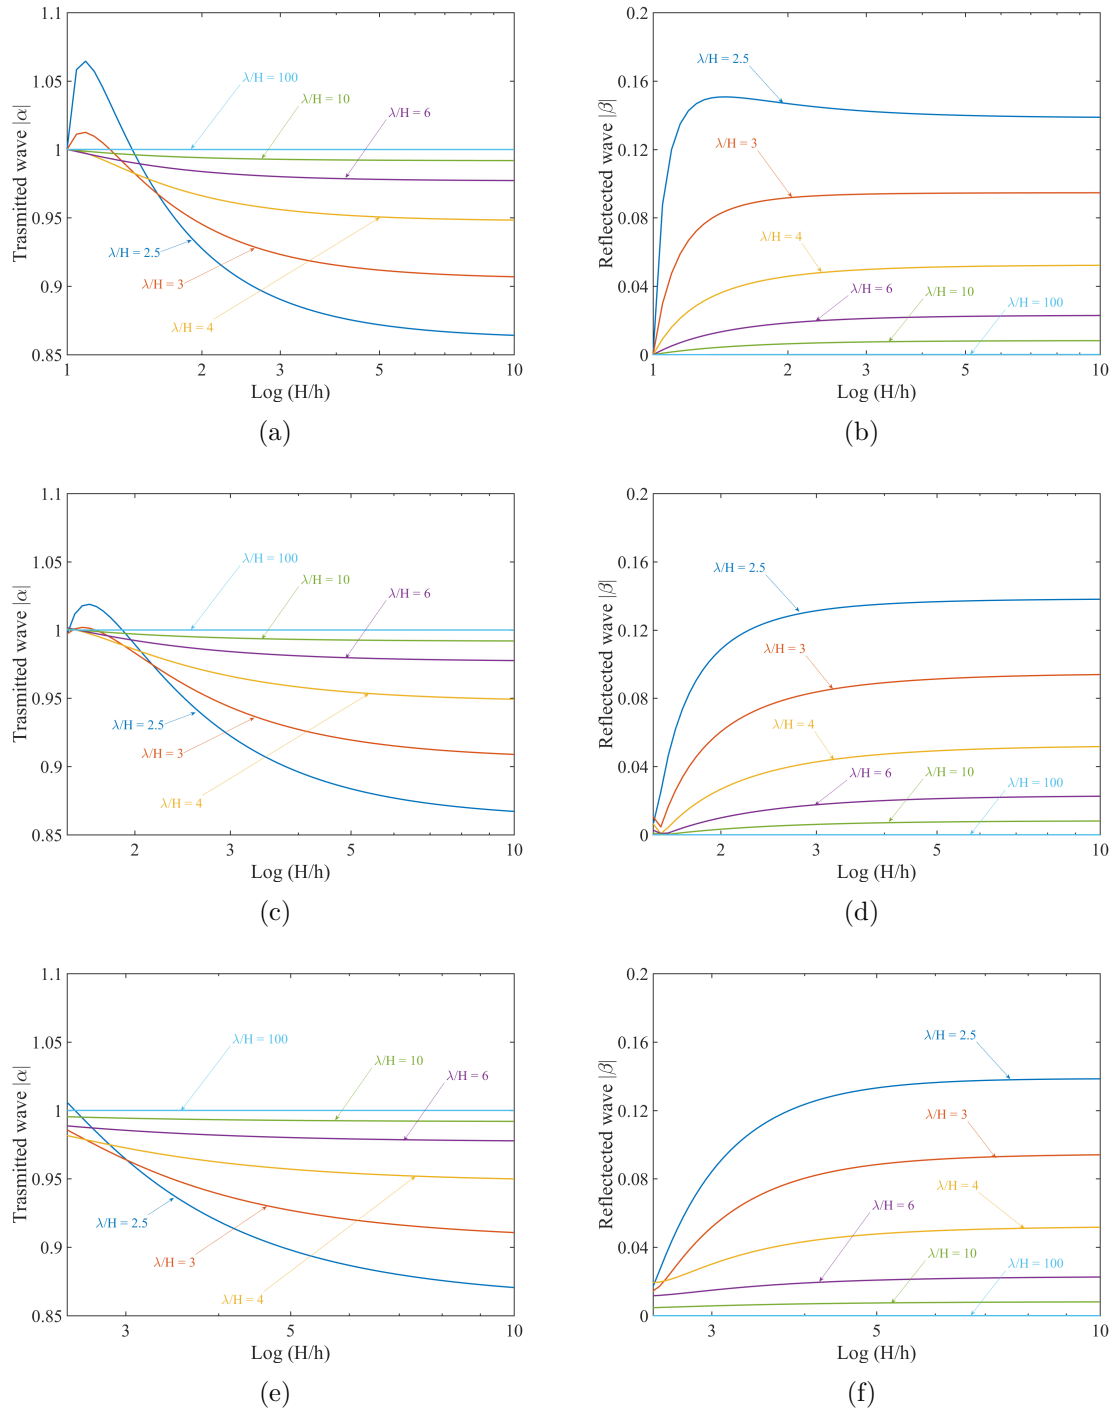 1.1
1.05
1
0.95
0.9
0.85
Trasmitted wave |α|
λ/H = 100
λ/H = 10
λ/H = 6
λ/H = 2.5
λ/H = 3
λ/H = 4
1 2 3 5 10
Log (H/h)
(a)
0.2
0.16
0.12
0.08
0.04
0
Reflectected wave |β|
λ/H = 2.5
λ/H = 3
λ/H = 4
λ/H = 6
λ/H = 10
λ/H = 100
1 2 3 5 10
Log (H/h)
(b)
1.1
1.05
1
0.95
0.9
0.85
Trasmitted wave |α|
λ/H = 100
λ/H = 10
λ/H = 6
λ/H = 2.5
λ/H = 3
λ/H = 4
2 3 5 10
Log (H/h)
(c)
0.2
0.16
0.12
0.08
0.04
0
Reflectected wave |β|
λ/H = 2.5
λ/H = 3
λ/H = 4
λ/H = 6
λ/H = 10
λ/H = 100
2 3 5 10
Log (H/h)
(d)
1.1
1.05
1
0.95
0.9
0.85
Trasmitted wave |α|
λ/H = 100
λ/H = 10
λ/H = 6
λ/H = 2.5
λ/H = 3
λ/H = 4
3 5 10
Log (H/h)
(e)
0.2
0.16
0.12
0.08
0.04
0
Reflectected wave |β|
λ/H = 2.5
λ/H = 3
λ/H = 4
λ/H = 6
λ/H = 10
λ/H = 100
3 5 10
Log (H/h)
(f)